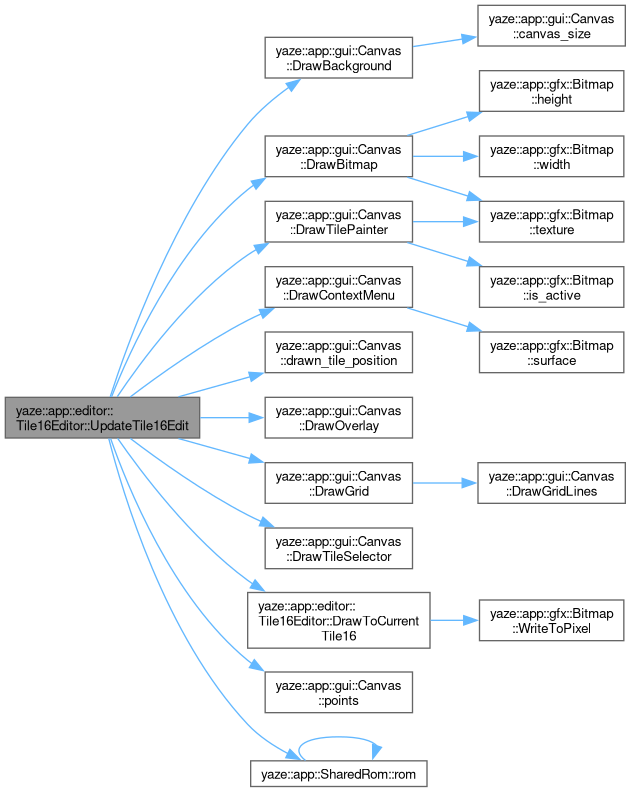 yaze::app::editor::
Tile16Editor::UpdateTile16Edit
yaze::app::gui::Canvas
::DrawBackground
yaze::app::gui::Canvas
::canvas_size
yaze::app::gui::Canvas
::DrawBitmap
yaze::app::gfx::Bitmap
::height
yaze::app::gfx::Bitmap
::width
yaze::app::gfx::Bitmap
::texture
yaze::app::gui::Canvas
::DrawTilePainter
yaze::app::gfx::Bitmap
::is_active
yaze::app::gui::Canvas
::DrawContextMenu
yaze::app::gfx::Bitmap
::surface
yaze::app::gui::Canvas
::drawn_tile_position
yaze::app::gui::Canvas
::DrawOverlay
yaze::app::gui::Canvas
::DrawGrid
yaze::app::gui::Canvas
::DrawGridLines
yaze::app::gui::Canvas
::DrawTileSelector
yaze::app::editor::
Tile16Editor::DrawToCurrent
Tile16
yaze::app::gfx::Bitmap
::WriteToPixel
yaze::app::gui::Canvas
::points
yaze::app::SharedRom::rom